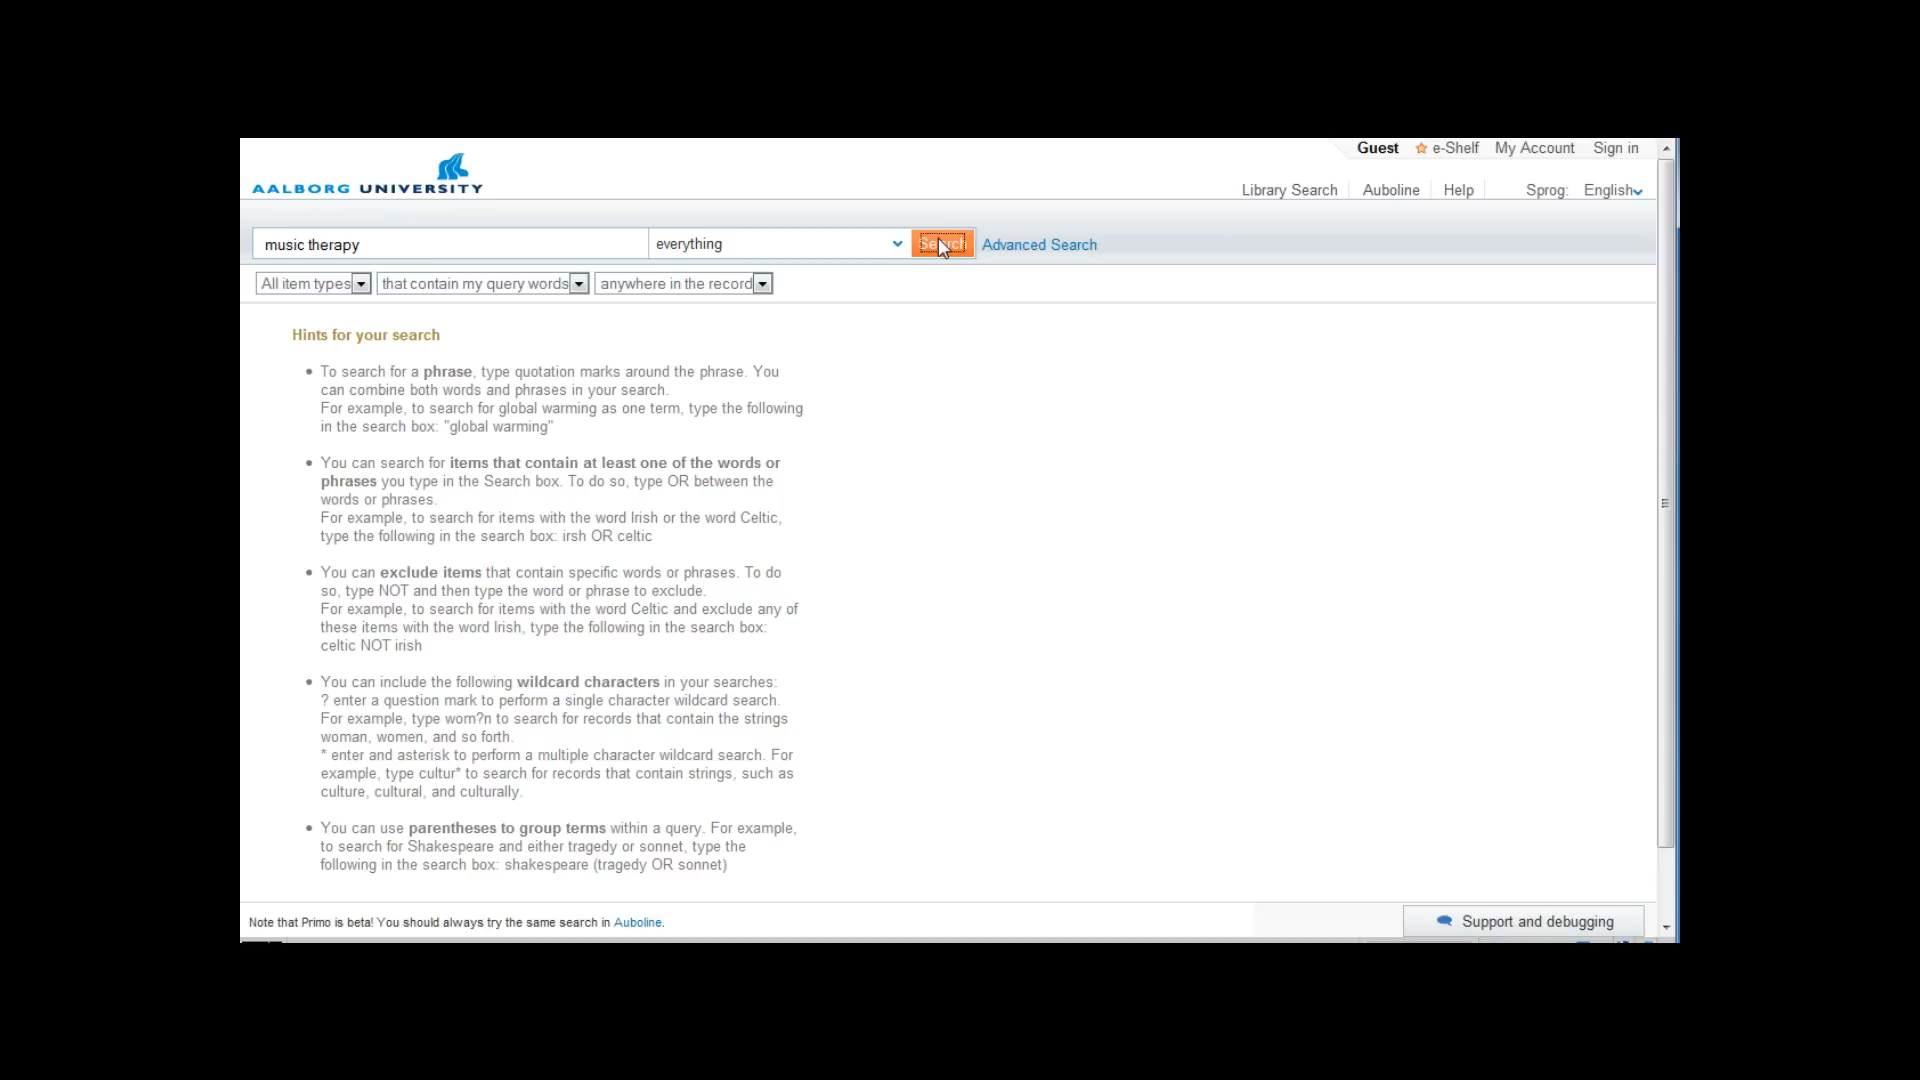 Guest e-Shelf My Account Sign in
AALBORG UNIVERSITY
Library Search Auboline Help Sprog: English
music therapy everything Search Advanced Search
All item types that contain my query words anywhere in the record
Hints for your search
To search for a phrase, type quotation marks around the phrase. You
can combine both words and phrases in your search.
For example, to search for global warming as one term, type the following
in the search box: "global warming"
You can search for items that contain at least one of the words or
phrases you type in the Search box. To do so, type OR between the
words or phrases.
For example, to search for items with the word Irish or the word Celtic,
type the following in the search box: irsh OR celtic
You can exclude items that contain specific words or phrases. To do
so, type NOT and then type the word or phrase to exclude.
For example, to search for items with the word Celtic and exclude any of
these items with the word Irish, type the following in the search box:
celtic NOT irish
You can include the following wildcard characters in your searches:
? enter a question mark to perform a single character wildcard search.
For example, type wom?n to search for records that contain the strings
woman, women, and so forth.
* enter and asterisk to perform a multiple character wildcard search. For
example, type cultur* to search for records that contain strings, such as
culture, cultural, and culturally.
You can use parentheses to group terms within a query. For example,
to search for Shakespeare and either tragedy or sonnet, type the
following in the search box: shakespeare (tragedy OR sonnet)
Note that Primo is beta! You should always try the same search in Auboline.
Support and debugging